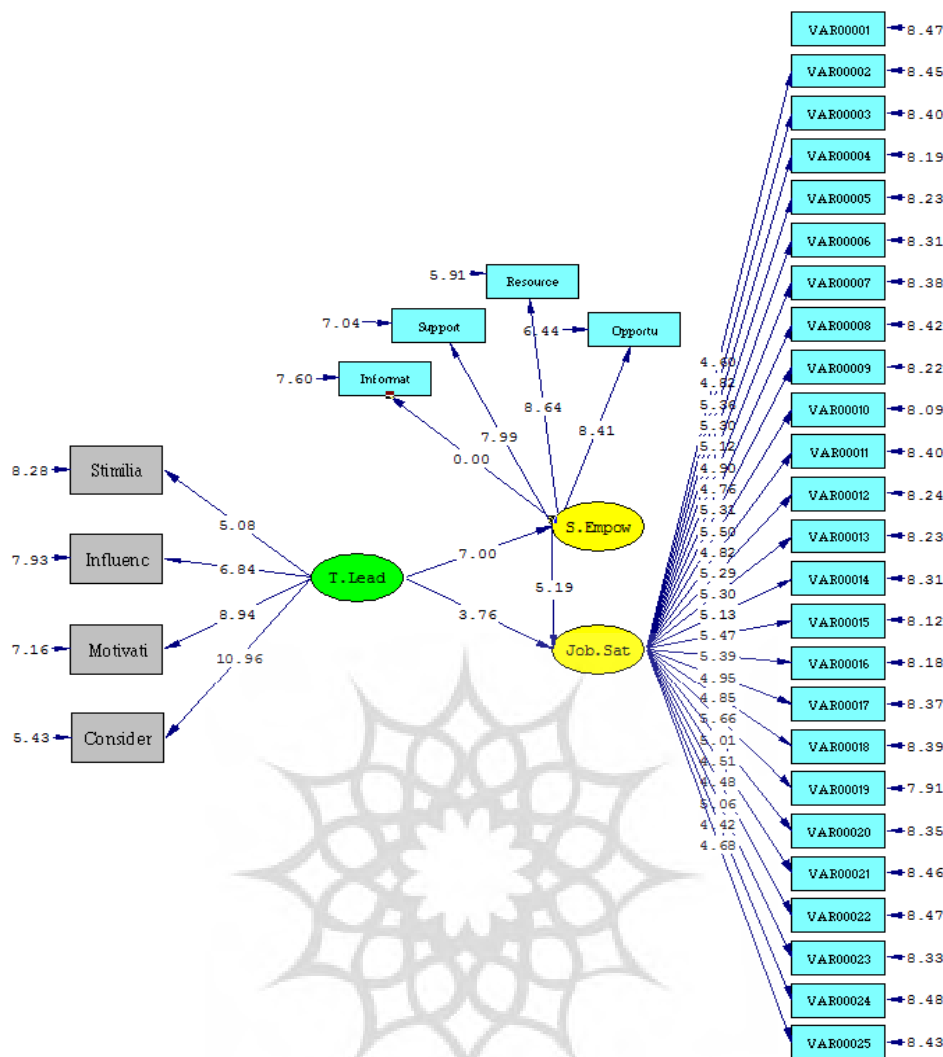 VAR00001 8.47
VAR00002 8.45
VAR00003 8.40
VAR00004 8.19
VAR00005 8.23
VAR00006 8.31
5.91 Resource
VAR00007 8.38
7.04 Support
6.44 Opportu
VAR00008 8.42
4.60
VAR00009 8.22
7.60 Informat
4.82
5.36
VAR00010 8.09
8.64
5.30
7.99
8.41
5.12
VAR00011 8.40
0.00
4.90
8.28 Stimilia
4.76
VAR00012 8.24
5.31
5.08
5.50
S.Empow
VAR00013 8.23
4.82
7.00
5.29
7.93 Influenc
6.84
T.Lead
VAR00014 8.31
5.19
5.30
3.76
5.13
8.94
VAR00015 8.12
5.47
7.16 Motivati
Job.Sat
5.39
VAR00016 8.18
10.96
4.95
4.85
VAR00017 8.37
5.66
5.43 Consider
5.01
VAR00018 8.39
4.51
4.48
VAR00019 7.91
5.06
4.42
VAR00020 8.35
4.68
VAR00021 8.46
VAR00022 8.47
VAR00023 8.33
VAR00024 8.48
VAR00025 8.43